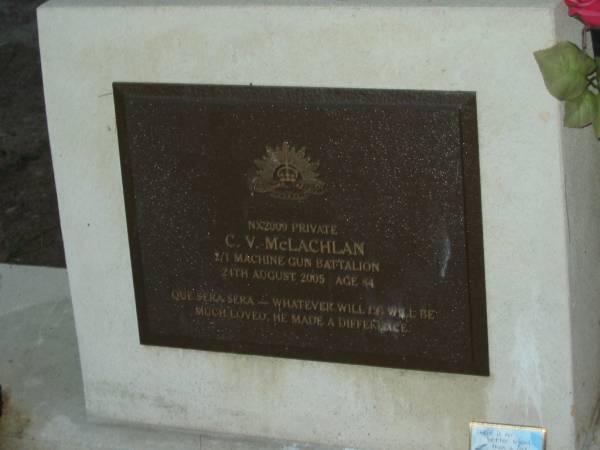 NX2009 PRIVATE
C. V. McLACHLAN
2/1 MACHINE GUN BATTALION
24TH AUGUST 2005 AGE 84
QUE SERA SERA — WHATEVER WILL BE WILL BE
MUCH LOVED, HE MADE A DIFFERENCE.